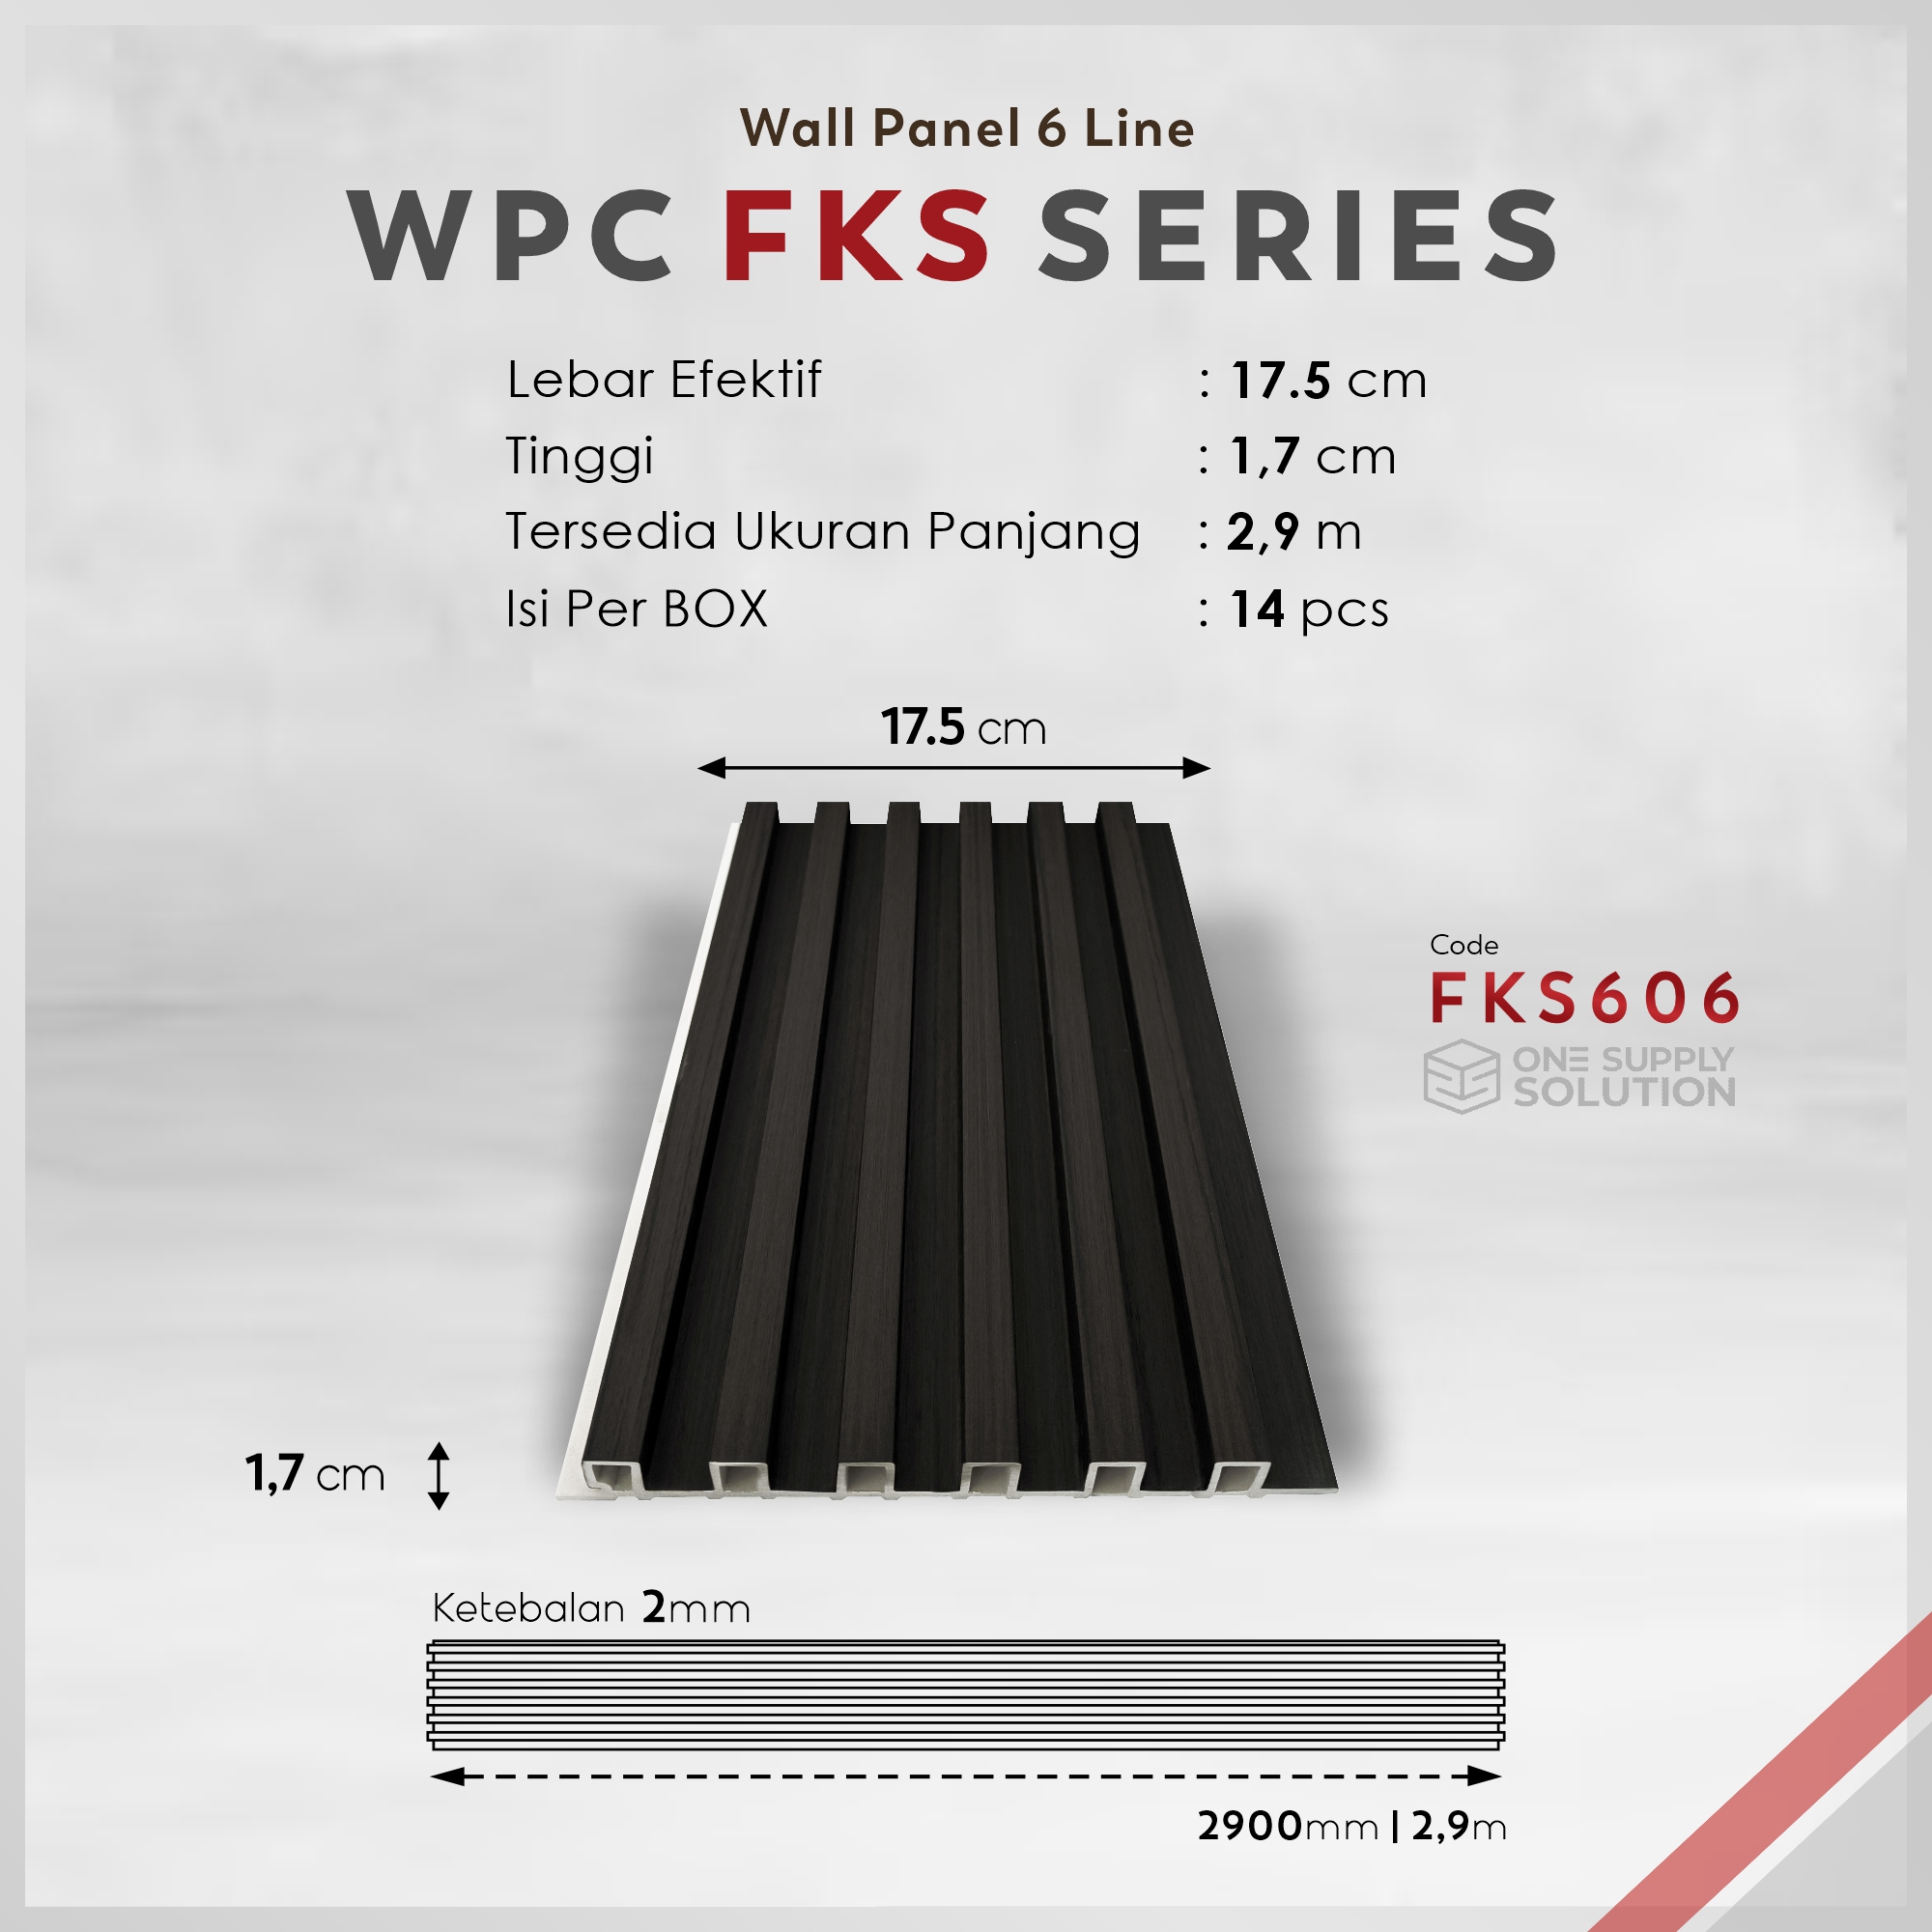 Wall Panel 6 Line
WPC FKS SERIES
Lebar Efektif : 17.5 cm
Tinggi : 1,7 cm
Tersedia Ukuran Panjang : 2,9 m
Isi Per BOX : 14 pcs
17.5 cm
Code
FKS606
ONE SUPPLY
SOLUTION
1,7 cm
Ketebalan 2mm
2900mm | 2,9m